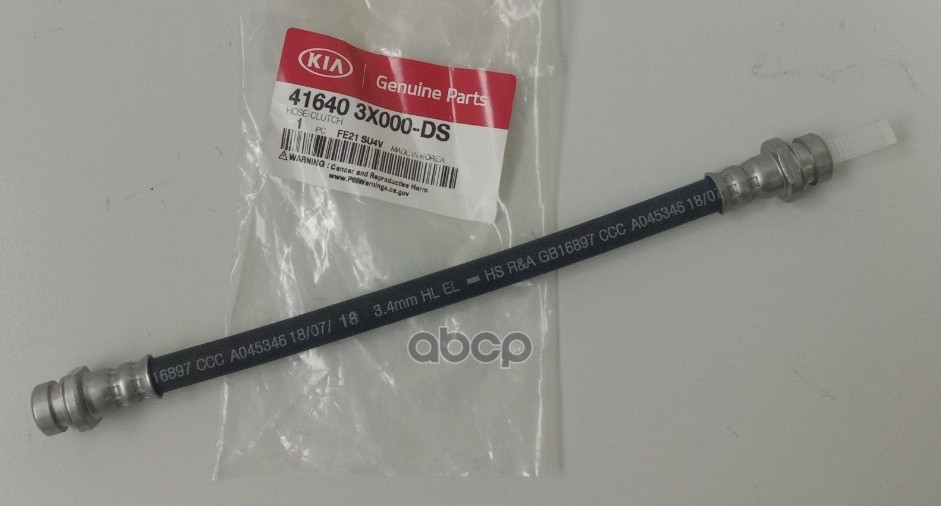 KIA
Genuine Parts
41640 3X000-DS
HOSE-CLUTCH
1 PC FE21 SU4V MADE IN KOREA
⚠WARNING : Cancer and Reproductive Harm
www.P65Warnings.ca.gov
16897 CCC A045346 18/07/ 18 3.4mm HL EL - HS R&A GB16897 CCC A045346 18/07
abcp